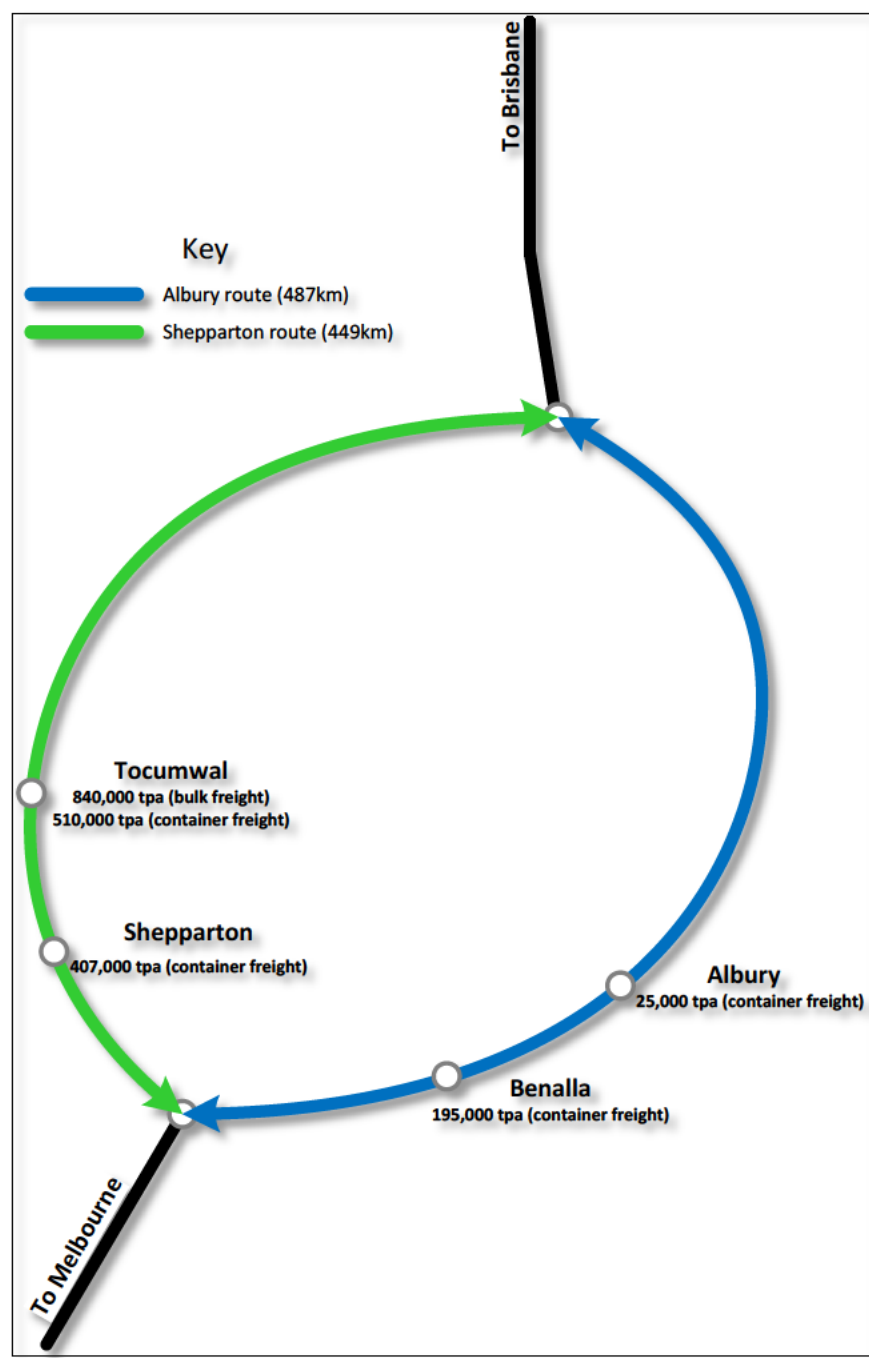 To Brisbane
Key
Albury route (487km)
Shepparton route (449km)
Tocumwal
840,000 tpa (bulk freight)
510,000 tpa (container freight)
Shepparton
407,000 tpa (container freight)
Albury
25,000 tpa (container freight)
Benalla
195,000 tpa (container freight)
To Melbourne